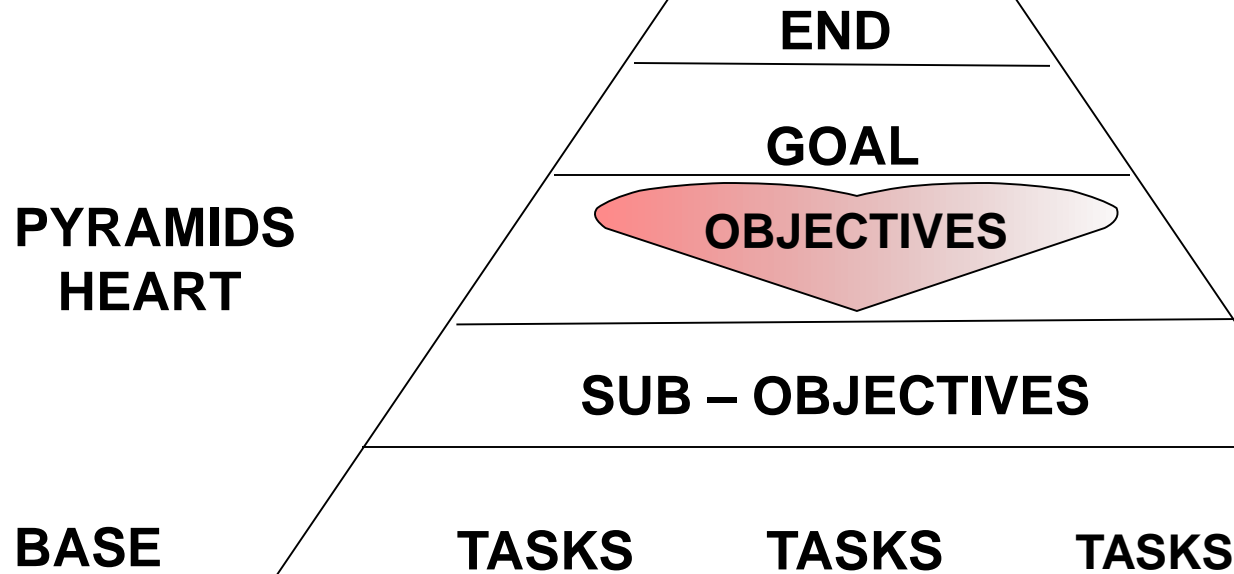 END
GOAL
PYRAMIDS
HEART
OBJECTIVES
SUB – OBJECTIVES
BASE TASKS TASKS TASKS